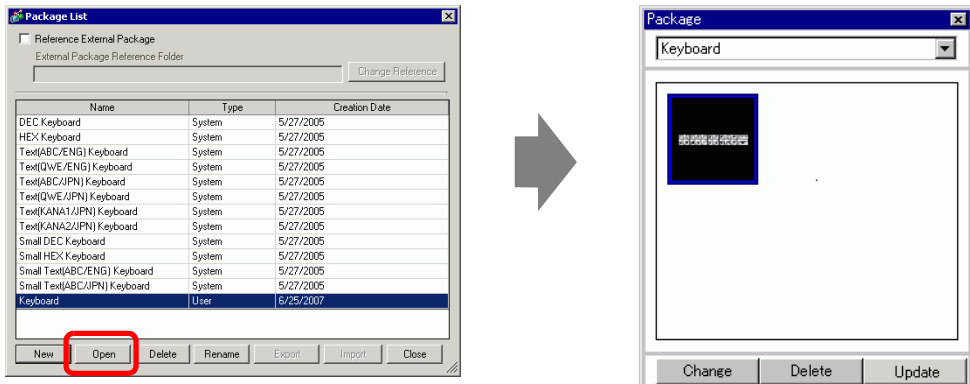 Package List
Reference External Package
External Package Reference Folder
Change Reference
Name Type Creation Date
DEC Keyboard System 5/27/2005
HEX Keyboard System 5/27/2005
Text(ABC/ENG) Keyboard System 5/27/2005
Text(QWE/ENG) Keyboard System 5/27/2005
Text(ABC/JPN) Keyboard System 5/27/2005
Text(QWE/JPN) Keyboard System 5/27/2005
Text(KANA1/JPN) Keyboard System 5/27/2005
Text(KANA2/JPN) Keyboard System 5/27/2005
Small DEC Keyboard System 5/27/2005
Small HEX Keyboard System 5/27/2005
Small Text(ABC/ENG) Keyboard System 5/27/2005
Small Text(ABC/JPN) Keyboard System 5/27/2005
Keyboard User 6/25/2007
New Open Delete Rename Export Import Close
Package
Keyboard
Change Delete Update